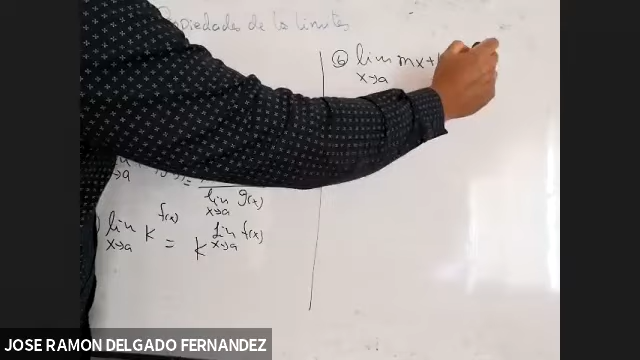 Propiedades de los limites
⑥ lim mx+
x→a
x→a = lim g(x)
x→a
lim k^f(x) = k^lim f(x)
x→a x→a
JOSE RAMON DELGADO FERNANDEZ